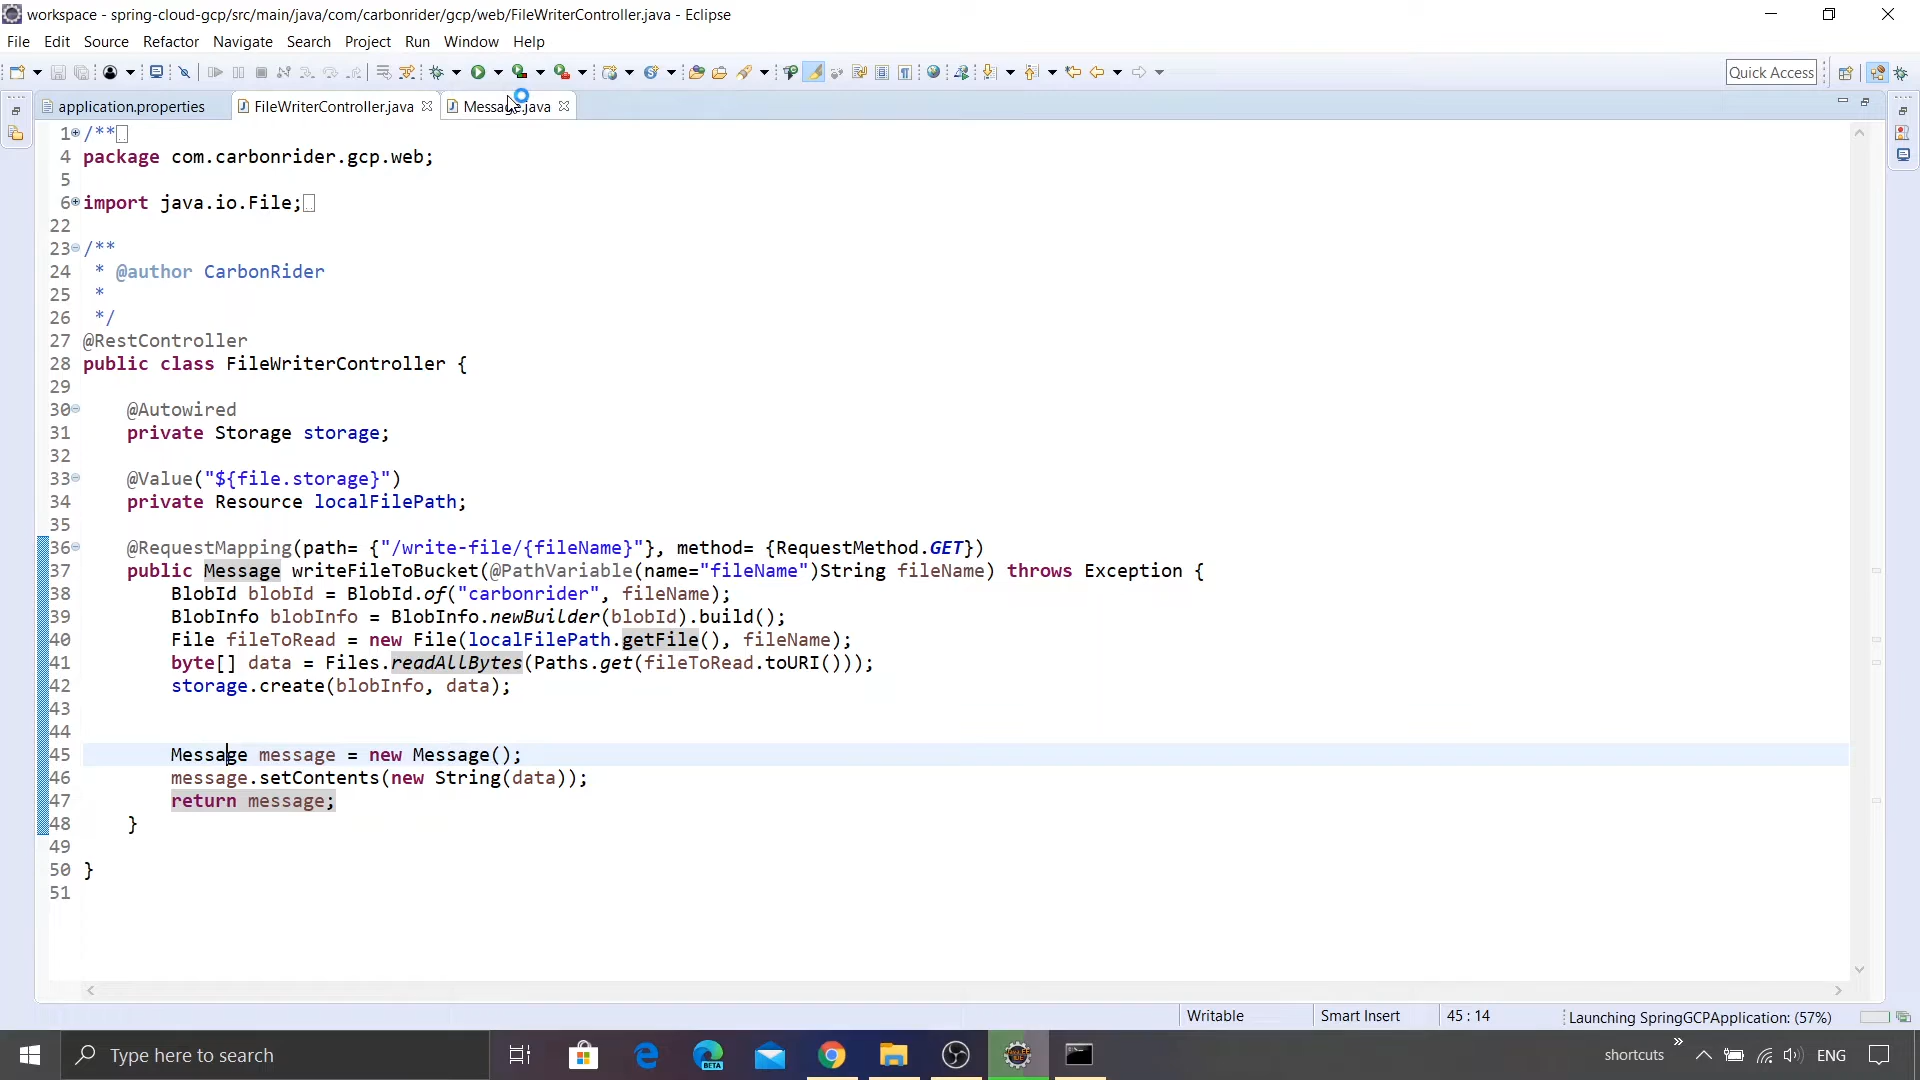 workspace - spring-cloud-gcp/src/main/java/com/carbonrider/gcp/web/FileWriterController.java - Eclipse
File Edit Source Refactor Navigate Search Project Run Window Help
Quick Access
application.properties FileWriterController.java Message.java
1 /**
4 package com.carbonrider.gcp.web;
5
6 import java.io.File;
22
23 /**
24  * @author CarbonRider
25  *
26  */
27 @RestController
28 public class FileWriterController {
29
30 @Autowired
31 private Storage storage;
32
33 @Value("${file.storage}")
34 private Resource localFilePath;
35
36 @RequestMapping(path= {"/write-file/{fileName}"}, method= {RequestMethod.GET})
37 public Message writeFileToBucket(@PathVariable(name="fileName")String fileName) throws Exception {
38 BlobId blobId = BlobId.of("carbonrider", fileName);
39 BlobInfo blobInfo = BlobInfo.newBuilder(blobId).build();
40 File fileToRead = new File(localFilePath.getFile(), fileName);
41 byte[] data = Files.readAllBytes(Paths.get(fileToRead.toURI()));
42 storage.create(blobInfo, data);
43
44
45 Message message = new Message();
46 message.setContents(new String(data));
47 return message;
48 }
49
50 }
51
Writable Smart Insert 45 : 14 Launching SpringGCPApplication: (57%)
Type here to search BETA shortcuts ENG